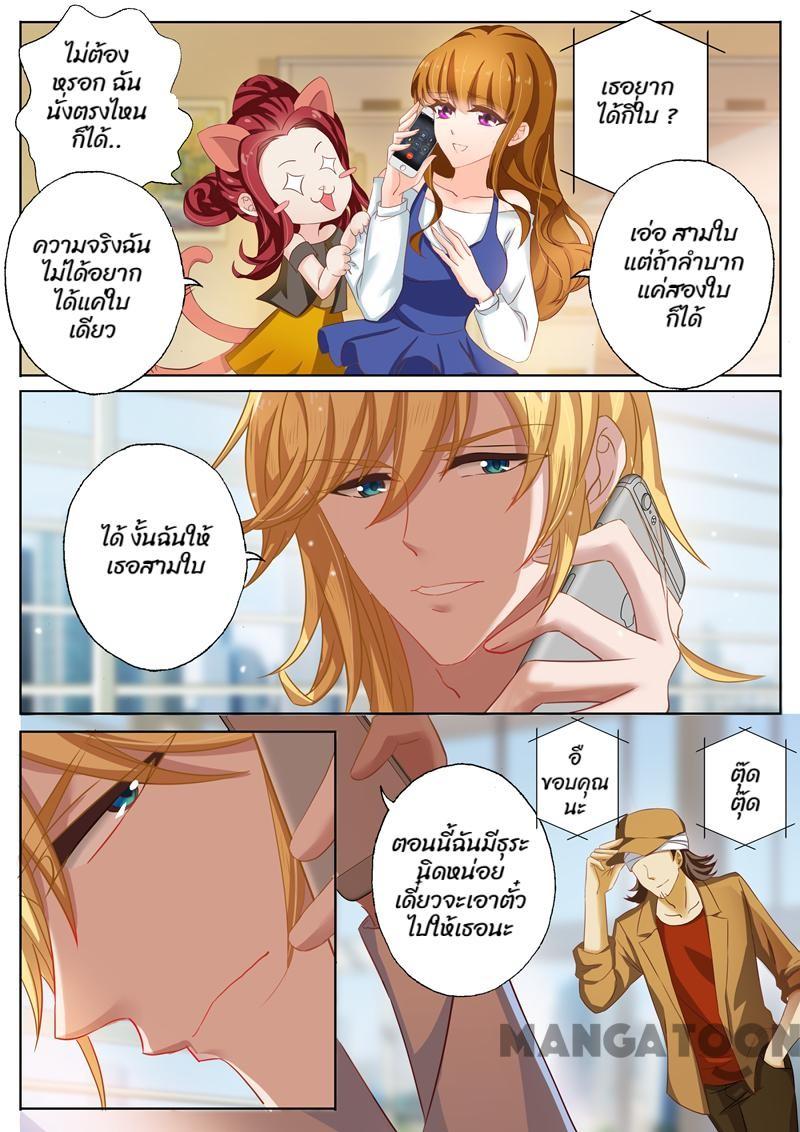 ไม่ต้อง
หรอก ฉัน
นั่งตรงไหน
ก็ได้..
เธออยาก
ได้กี่ใบ ?
ความจริงฉัน
ไม่ได้อยาก
ได้แค่ใบ
เดียว
เอ่อ สามใบ
แต่ถ้าลำบาก
แค่สองใบ
ก็ได้
ได้ งั้นฉันให้
เธอสามใบ
อื
ขอบคุณ
นะ
ตุ๊ด
ตุ๊ด
ตอนนี้ฉันมีธุระ
นิดหน่อย
เดี๋ยวจะเอาตั๋ว
ไปให้เธอนะ
MANGATOON